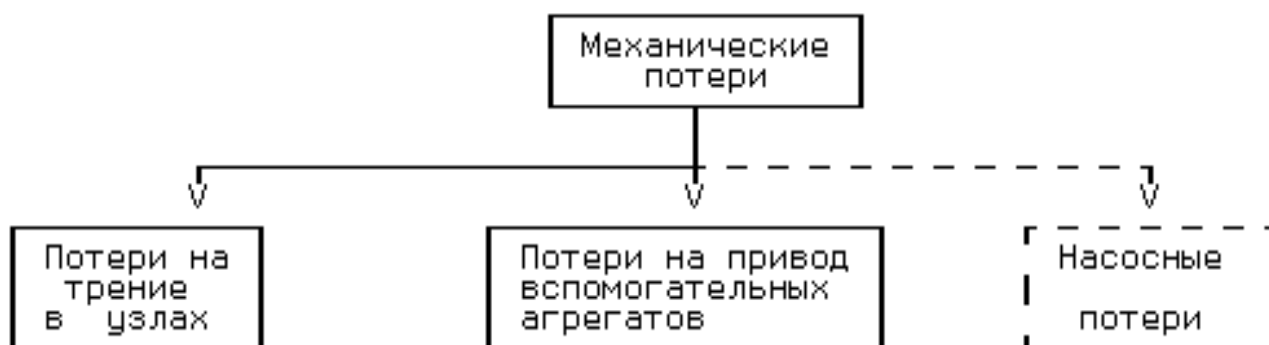 Механические
потери
Потери на
трение
в узлах
Потери на привод
вспомогательных
агрегатов
Насосные
потери